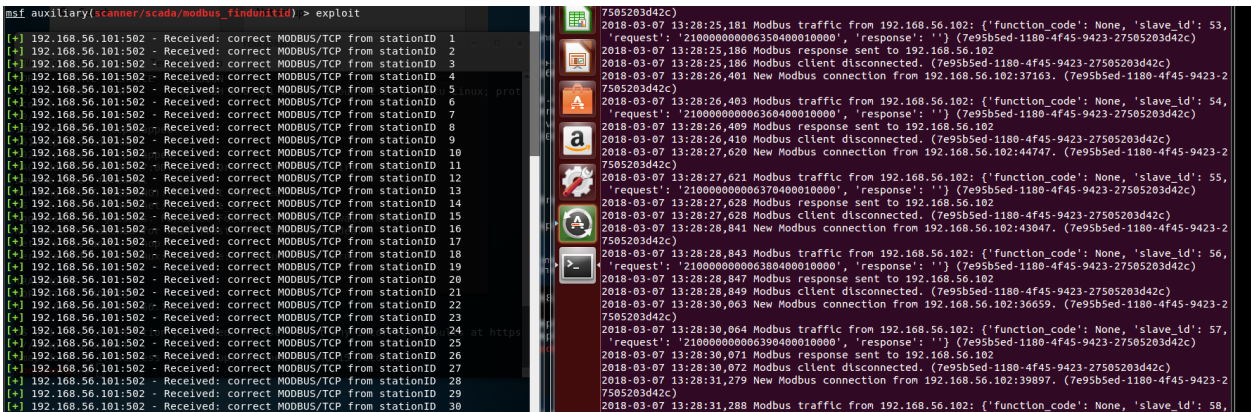 msf auxiliary(scanner/scada/modbus_findunitid) > exploit
[+] 192.168.56.101:502 - Received: correct MODBUS/TCP from stationID 1
[+] 192.168.56.101:502 - Received: correct MODBUS/TCP from stationID 2
[+] 192.168.56.101:502 - Received: correct MODBUS/TCP from stationID 3
[+] 192.168.56.101:502 - Received: correct MODBUS/TCP from stationID 4
[+] 192.168.56.101:502 - Received: correct MODBUS/TCP from stationID 5
[+] 192.168.56.101:502 - Received: correct MODBUS/TCP from stationID 6
[+] 192.168.56.101:502 - Received: correct MODBUS/TCP from stationID 7
[+] 192.168.56.101:502 - Received: correct MODBUS/TCP from stationID 8
[+] 192.168.56.101:502 - Received: correct MODBUS/TCP from stationID 9
[+] 192.168.56.101:502 - Received: correct MODBUS/TCP from stationID 10
[+] 192.168.56.101:502 - Received: correct MODBUS/TCP from stationID 11
[+] 192.168.56.101:502 - Received: correct MODBUS/TCP from stationID 12
[+] 192.168.56.101:502 - Received: correct MODBUS/TCP from stationID 13
[+] 192.168.56.101:502 - Received: correct MODBUS/TCP from stationID 14
[+] 192.168.56.101:502 - Received: correct MODBUS/TCP from stationID 15
[+] 192.168.56.101:502 - Received: correct MODBUS/TCP from stationID 16
[+] 192.168.56.101:502 - Received: correct MODBUS/TCP from stationID 17
[+] 192.168.56.101:502 - Received: correct MODBUS/TCP from stationID 18
[+] 192.168.56.101:502 - Received: correct MODBUS/TCP from stationID 19
[+] 192.168.56.101:502 - Received: correct MODBUS/TCP from stationID 20
[+] 192.168.56.101:502 - Received: correct MODBUS/TCP from stationID 21
[+] 192.168.56.101:502 - Received: correct MODBUS/TCP from stationID 22
[+] 192.168.56.101:502 - Received: correct MODBUS/TCP from stationID 23
[+] 192.168.56.101:502 - Received: correct MODBUS/TCP from stationID 24
[+] 192.168.56.101:502 - Received: correct MODBUS/TCP from stationID 25
[+] 192.168.56.101:502 - Received: correct MODBUS/TCP from stationID 26
[+] 192.168.56.101:502 - Received: correct MODBUS/TCP from stationID 27
[+] 192.168.56.101:502 - Received: correct MODBUS/TCP from stationID 28
[+] 192.168.56.101:502 - Received: correct MODBUS/TCP from stationID 29
[+] 192.168.56.101:502 - Received: correct MODBUS/TCP from stationID 30
7505203d42c)
2018-03-07 13:28:25,181 Modbus traffic from 192.168.56.102: {'function_code': None, 'slave_id': 53,
'request': '210000000006350400010000', 'response': ''} (7e95b5ed-1180-4f45-9423-27505203d42c)
2018-03-07 13:28:25,186 Modbus response sent to 192.168.56.102
2018-03-07 13:28:25,186 Modbus client disconnected. (7e95b5ed-1180-4f45-9423-27505203d42c)
2018-03-07 13:28:26,401 New Modbus connection from 192.168.56.102:37163. (7e95b5ed-1180-4f45-9423-2
7505203d42c)
2018-03-07 13:28:26,403 Modbus traffic from 192.168.56.102: {'function_code': None, 'slave_id': 54,
'request': '210000000006360400010000', 'response': ''} (7e95b5ed-1180-4f45-9423-27505203d42c)
2018-03-07 13:28:26,409 Modbus response sent to 192.168.56.102
2018-03-07 13:28:26,410 Modbus client disconnected. (7e95b5ed-1180-4f45-9423-27505203d42c)
2018-03-07 13:28:27,620 New Modbus connection from 192.168.56.102:44747. (7e95b5ed-1180-4f45-9423-2
7505203d42c)
2018-03-07 13:28:27,621 Modbus traffic from 192.168.56.102: {'function_code': None, 'slave_id': 55,
'request': '210000000006370400010000', 'response': ''} (7e95b5ed-1180-4f45-9423-27505203d42c)
2018-03-07 13:28:27,628 Modbus response sent to 192.168.56.102
2018-03-07 13:28:27,628 Modbus client disconnected. (7e95b5ed-1180-4f45-9423-27505203d42c)
2018-03-07 13:28:28,841 New Modbus connection from 192.168.56.102:43047. (7e95b5ed-1180-4f45-9423-2
7505203d42c)
2018-03-07 13:28:28,843 Modbus traffic from 192.168.56.102: {'function_code': None, 'slave_id': 56,
'request': '210000000006380400010000', 'response': ''} (7e95b5ed-1180-4f45-9423-27505203d42c)
2018-03-07 13:28:28,847 Modbus response sent to 192.168.56.102
2018-03-07 13:28:28,849 Modbus client disconnected. (7e95b5ed-1180-4f45-9423-27505203d42c)
2018-03-07 13:28:30,063 New Modbus connection from 192.168.56.102:36659. (7e95b5ed-1180-4f45-9423-2
7505203d42c)
2018-03-07 13:28:30,064 Modbus traffic from 192.168.56.102: {'function_code': None, 'slave_id': 57,
'request': '210000000006390400010000', 'response': ''} (7e95b5ed-1180-4f45-9423-27505203d42c)
2018-03-07 13:28:30,071 Modbus response sent to 192.168.56.102
2018-03-07 13:28:30,072 Modbus client disconnected. (7e95b5ed-1180-4f45-9423-27505203d42c)
2018-03-07 13:28:31,279 New Modbus connection from 192.168.56.102:39897. (7e95b5ed-1180-4f45-9423-2
7505203d42c)
2018-03-07 13:28:31,288 Modbus traffic from 192.168.56.102: {'function_code': None, 'slave_id': 58,